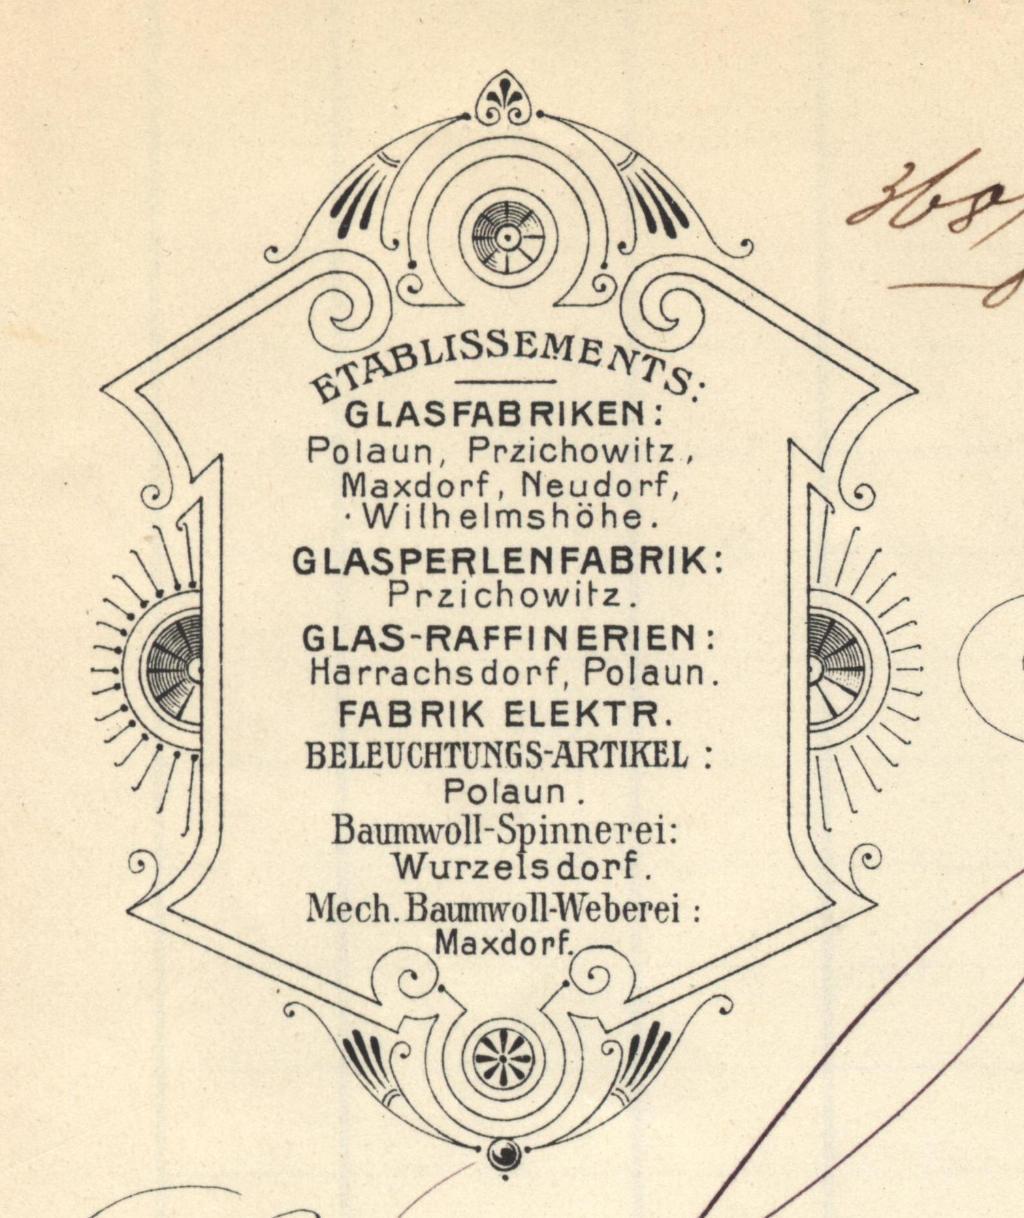 368
ETABLISSEMENTS:
GLASFABRIKEN:
Polaun, Przichowitz,
Maxdorf, Neudorf,
Wilhelmshöhe.
GLASPERLENFABRIK:
Przichowitz.
GLAS-RAFFINERIEN:
Harrachsdorf, Polaun.
FABRIK ELEKTR.
BELEUCHTUNGS-ARTIKEL:
Polaun.
Baumwoll-Spinnerei:
Wurzelsdorf.
Mech. Baumwoll-Weberei:
Maxdorf.